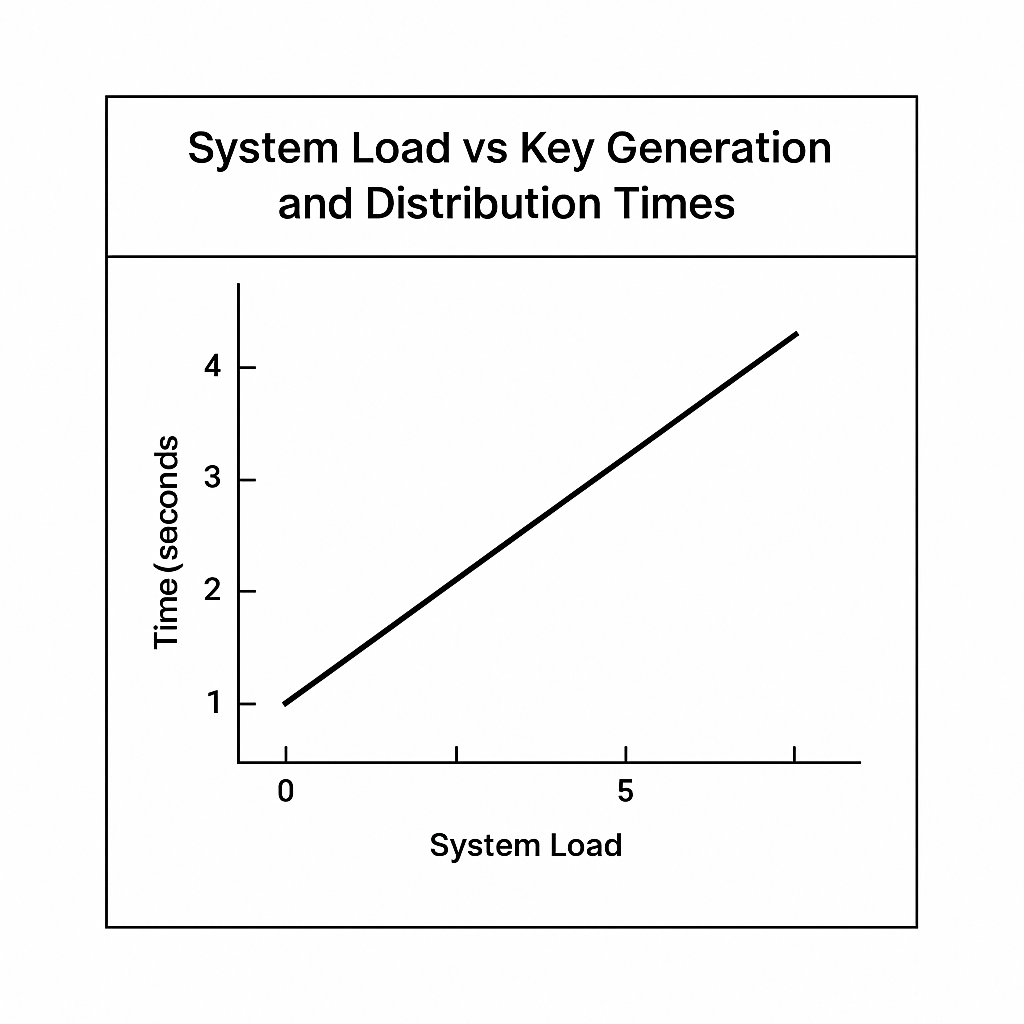 System Load vs Key Generation
and Distribution Times
4
3
2
1
Time (seconds
0
5
System Load